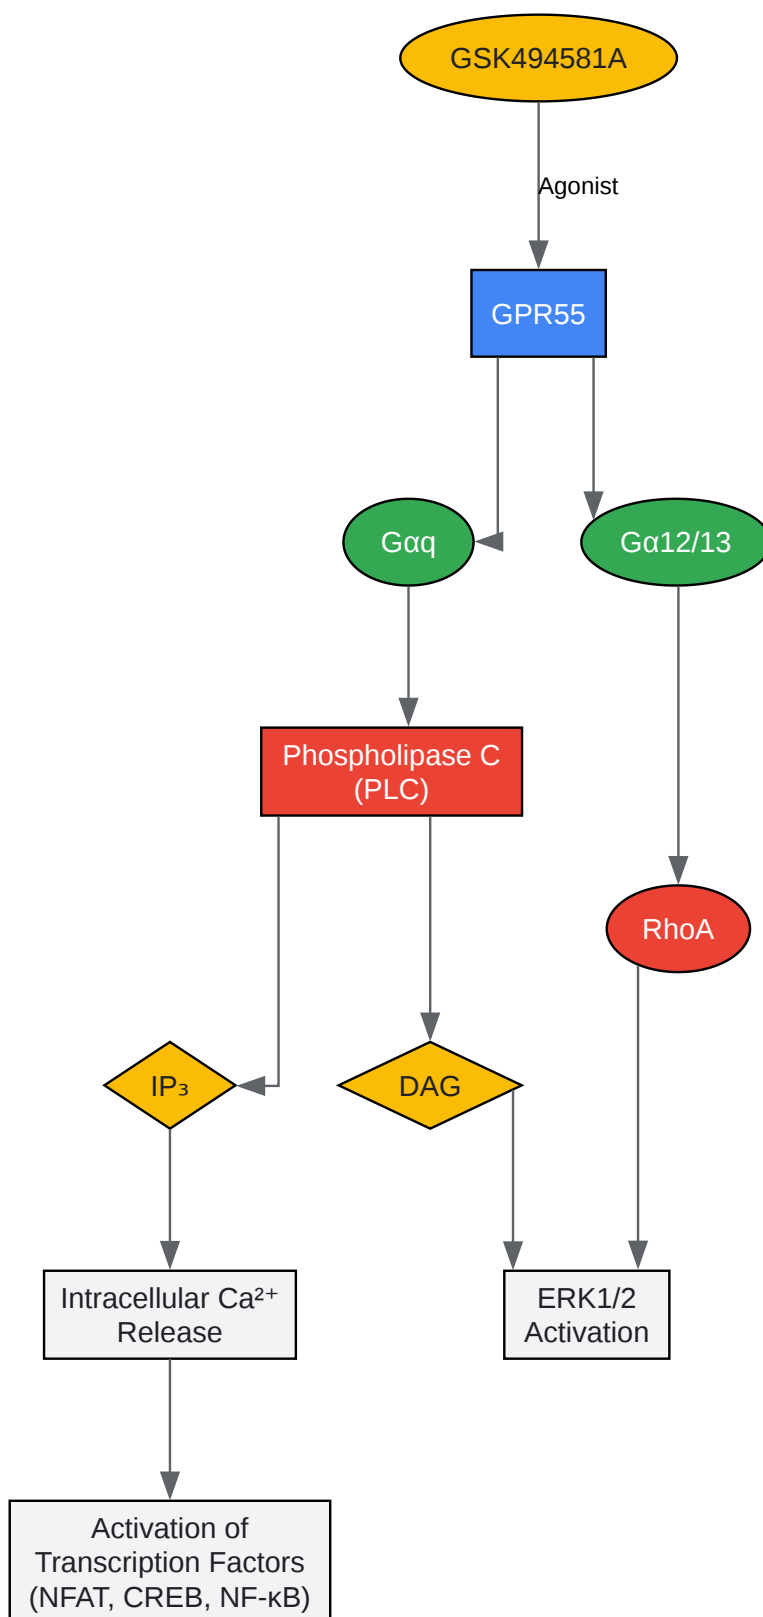 GSK494581A
Agonist
GPR55
Gαq
Gα12/13
Phospholipase C
(PLC)
RhoA
IP₃
DAG
Intracellular Ca²⁺
Release
ERK1/2
Activation
Activation of
Transcription Factors
(NFAT, CREB, NF-κB)